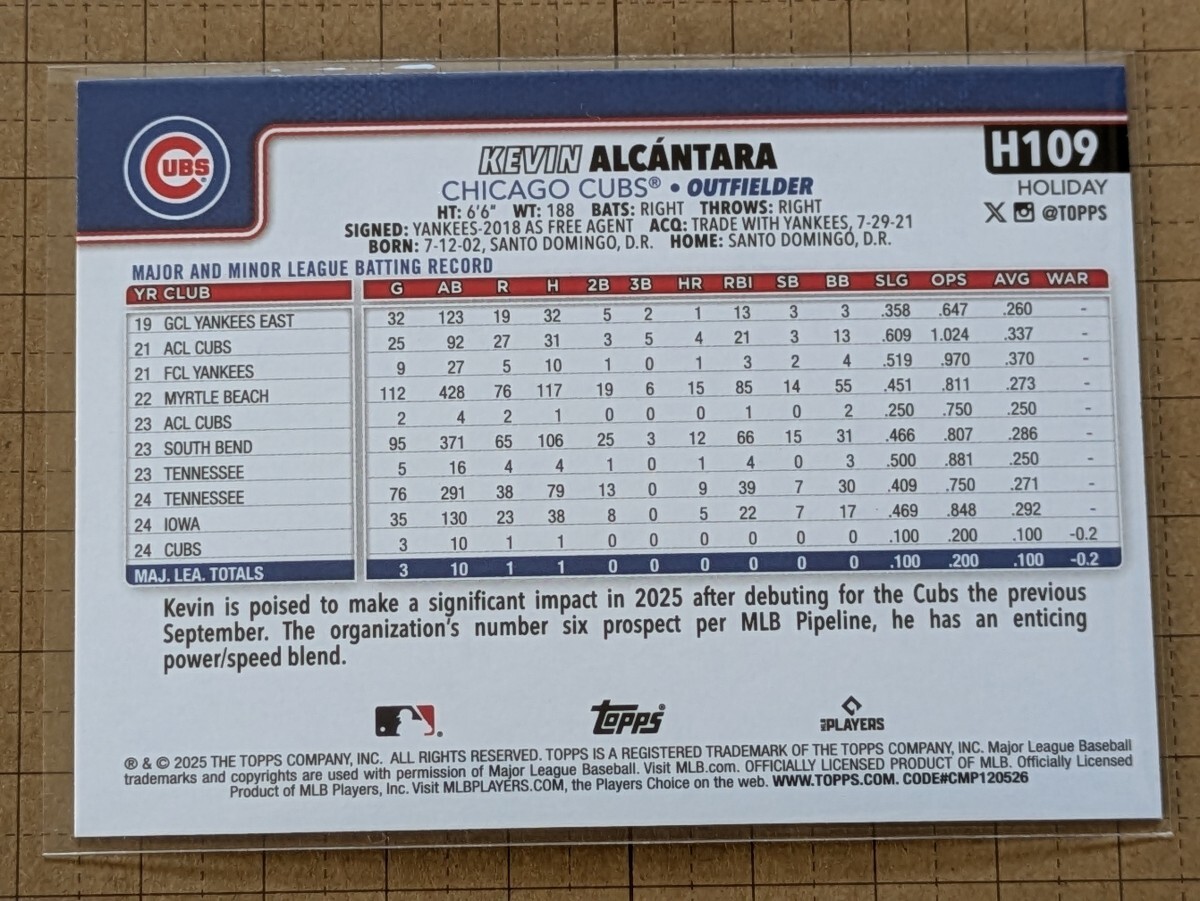 CUBS
KEVIN ALCÁNTARA
H109
CHICAGO CUBS® • OUTFIELDER
HOLIDAY
HT: 6'6" WT: 188 BATS: RIGHT THROWS: RIGHT
@TOPPS
SIGNED: YANKEES-2018 AS FREE AGENT ACQ: TRADE WITH YANKEES, 7-29-21
BORN: 7-12-02, SANTO DOMINGO, D.R. HOME: SANTO DOMINGO, D.R.
MAJOR AND MINOR LEAGUE BATTING RECORD
YR CLUB G AB R H 2B 3B HR RBI SB BB SLG OPS AVG WAR
19 GCL YANKEES EAST 32 123 19 32 5 2 1 13 3 3 .358 .647 .260 -
21 ACL CUBS 25 92 27 31 3 5 4 21 3 13 .609 1.024 .337 -
21 FCL YANKEES 9 27 5 10 1 0 1 3 2 4 .519 .970 .370 -
22 MYRTLE BEACH 112 428 76 117 19 6 15 85 14 55 .451 .811 .273 -
23 ACL CUBS 2 4 2 1 0 0 0 1 0 2 .250 .750 .250 -
23 SOUTH BEND 95 371 65 106 25 3 12 66 15 31 .466 .807 .286 -
23 TENNESSEE 5 16 4 4 1 0 1 4 0 3 .500 .881 .250 -
24 TENNESSEE 76 291 38 79 13 0 9 39 7 30 .409 .750 .271 -
24 IOWA 35 130 23 38 8 0 5 22 7 17 .469 .848 .292 -
24 CUBS 3 10 1 1 0 0 0 0 0 0 .100 .200 .100 -0.2
MAJ. LEA. TOTALS 3 10 1 1 0 0 0 0 0 0 .100 .200 .100 -0.2
Kevin is poised to make a significant impact in 2025 after debuting for the Cubs the previous
September. The organization's number six prospect per MLB Pipeline, he has an enticing
power/speed blend.
Topps®
MLB PLAYERS
® & © 2025 THE TOPPS COMPANY, INC. ALL RIGHTS RESERVED. TOPPS IS A REGISTERED TRADEMARK OF THE TOPPS COMPANY, INC. Major League Baseball
trademarks and copyrights are used with permission of Major League Baseball. Visit MLB.com. OFFICIALLY LICENSED PRODUCT OF MLB. Officially Licensed
Product of MLB Players, Inc. Visit MLBPLAYERS.COM, the Players Choice on the web. WWW.TOPPS.COM. CODE#CMP120526